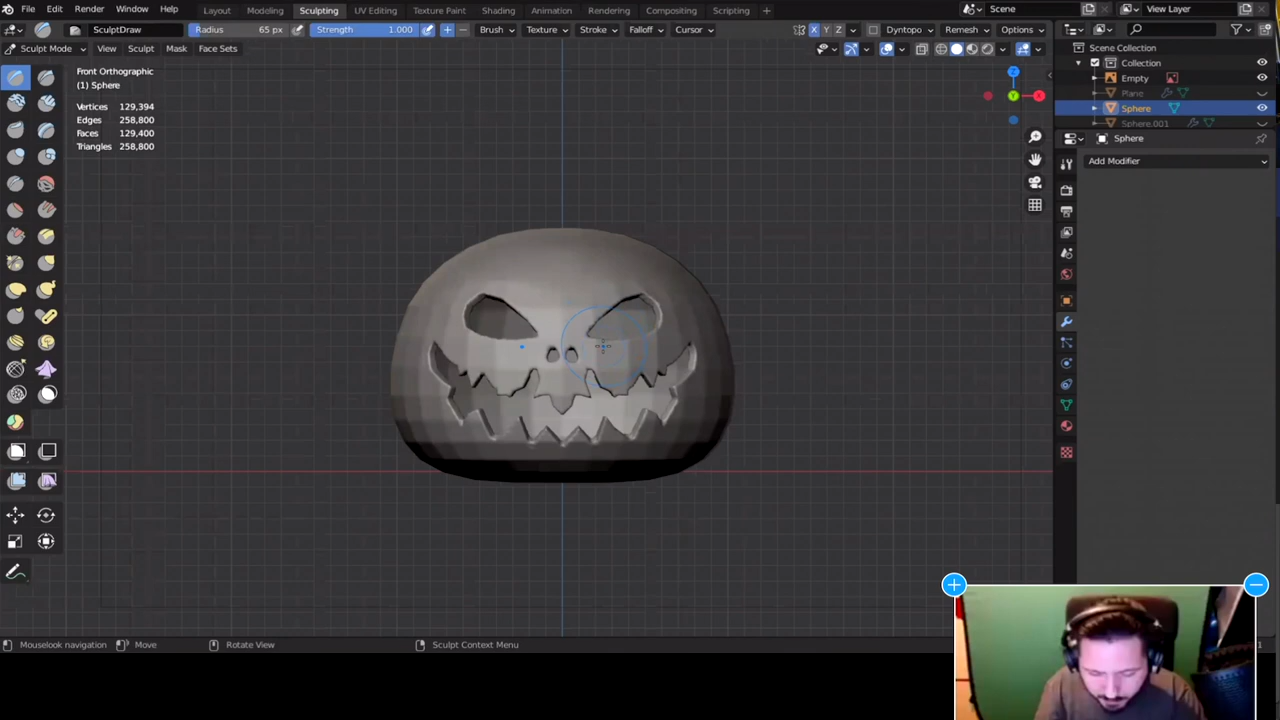 File Edit Render Window Help Layout Modeling Sculpting UV Editing Texture Paint Shading Animation Rendering Compositing Scripting + Scene View Layer
SculptDraw Radius 65 px Strength 1.000 + − Brush Texture Stroke Falloff Cursor X Y Z Dyntopo Remesh Options
Sculpt Mode View Sculpt Mask Face Sets
Scene Collection
Collection
Empty
Plane
Sphere
Sphere.001
Sphere
Add Modifier
Front Orthographic
(1) Sphere
Vertices 129,394
Edges 258,800
Faces 129,400
Triangles 258,800
Z
Y
X
Mouselook navigation Move Rotate View Sculpt Context Menu